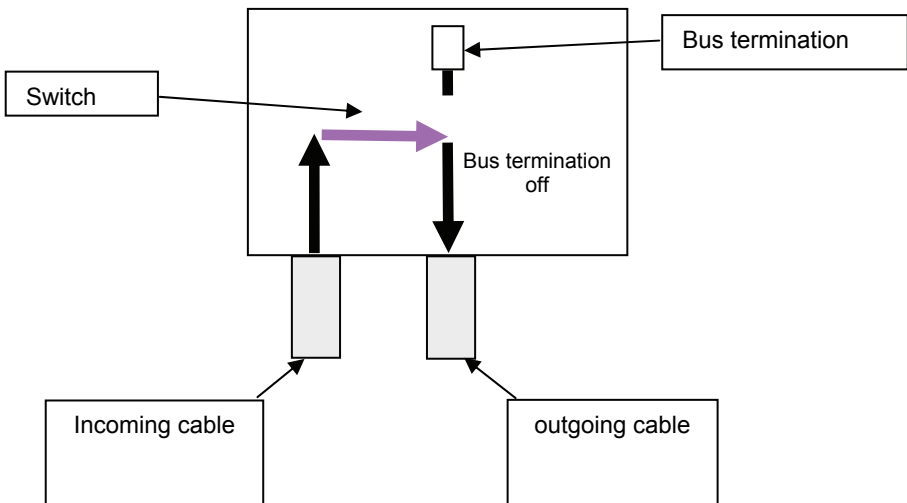 Bus termination
Switch
Bus termination
off
Incoming cable
outgoing cable